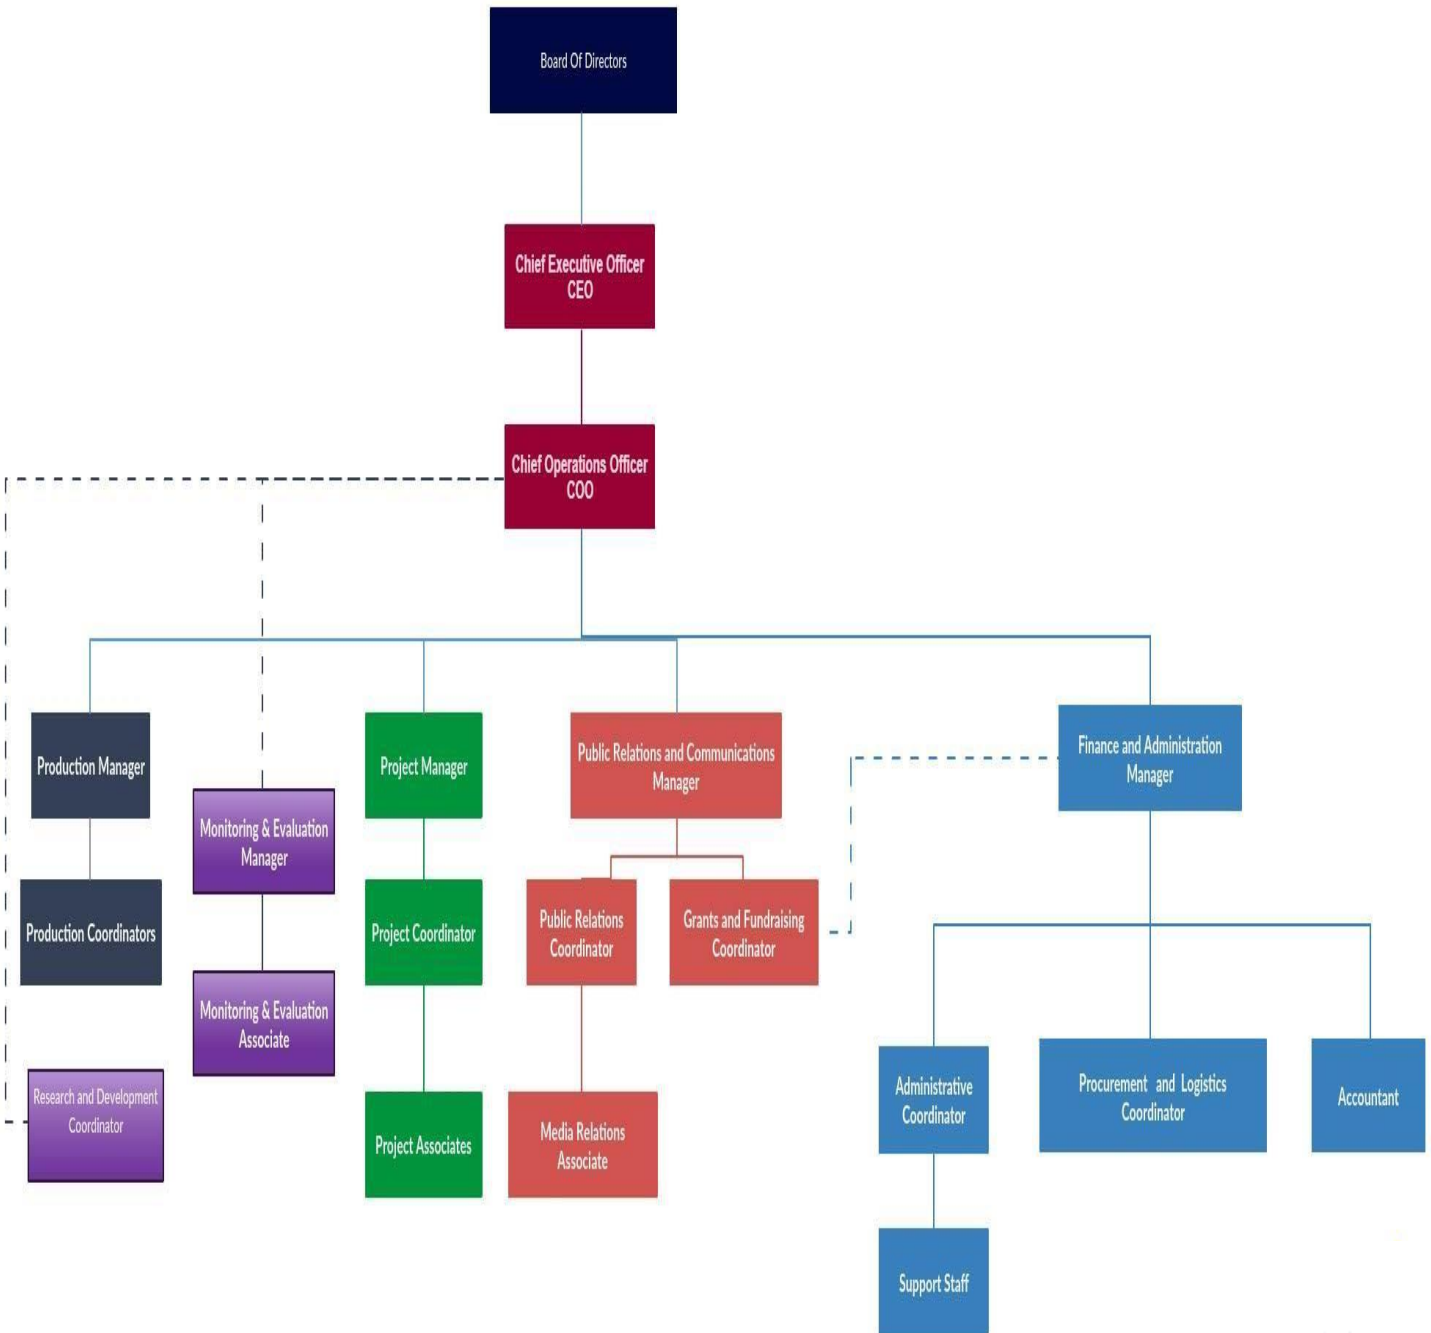 Board Of Directors
Chief Executive Officer
CEO
Chief Operations Officer
COO
Production Manager
Monitoring & Evaluation
Manager
Project Manager
Public Relations and Communications
Manager
Finance and Administration
Manager
Production Coordinators
Project Coordinator
Public Relations
Coordinator
Grants and Fundraising
Coordinator
Monitoring & Evaluation
Associate
Research and Development
Coordinator
Project Associates
Media Relations
Associate
Administrative
Coordinator
Procurement and Logistics
Coordinator
Accountant
Support Staff